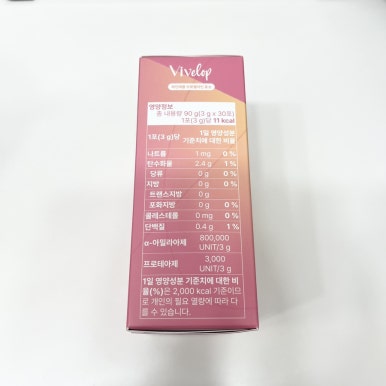 Vivelop
영양정보
총 내용량 90 g(3 g x 30포)
1포(3 g)당 11 kcal
1포(3 g)당 1일 영양성분 기준치에 대한 비율
나트륨 1 mg 0 %
탄수화물 2.4 g 1 %
당류 0 g 0 %
지방 0 g 0 %
트랜스지방 0 g
포화지방 0 g 0 %
콜레스테롤 0 mg 0 %
단백질 0.4 g 1 %
α-아밀라아제 800,000 UNIT/3 g
프로테아제 3,000 UNIT/3 g
1일 영양성분 기준치에 대한 비
율(%)은 2,000 kcal 기준이므
로 개인의 필요 열량에 따라 다
를 수 있습니다.